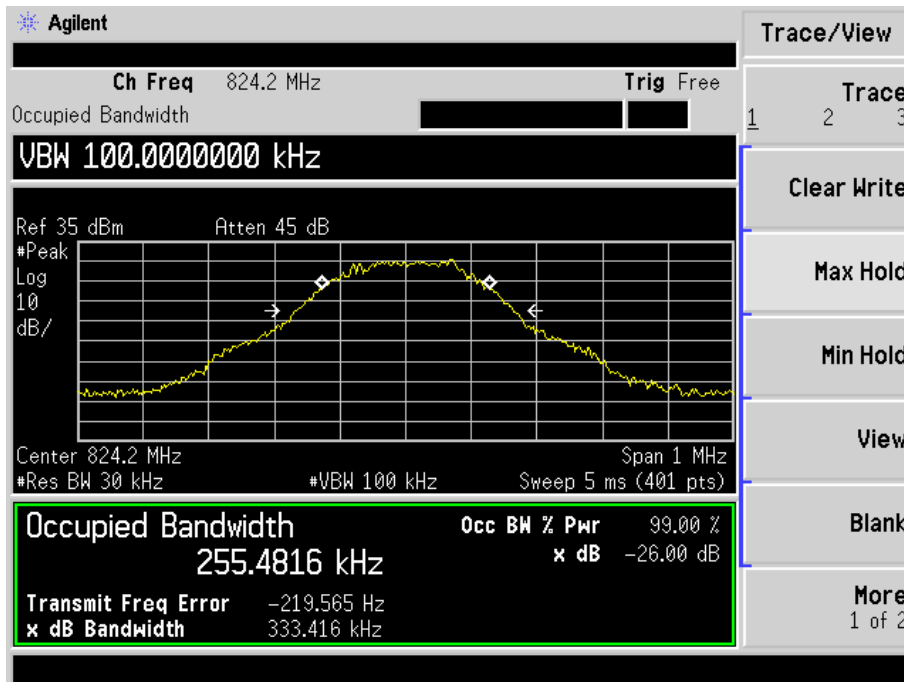 Agilent
Trace/View
Ch Freq 824.2 MHz Trig Free
Occupied Bandwidth
Trace
1 2 3
VBW 100.0000000 kHz
Clear Write
Ref 35 dBm Atten 45 dB
#Peak
Log
10
dB/
Max Hold
Min Hold
View
Center 824.2 MHz Span 1 MHz
#Res BW 30 kHz #VBW 100 kHz Sweep 5 ms (401 pts)
Occupied Bandwidth
255.4816 kHz
Occ BW % Pwr 99.00 %
x dB -26.00 dB
Blank
Transmit Freq Error -219.565 Hz
x dB Bandwidth 333.416 kHz
More
1 of 2